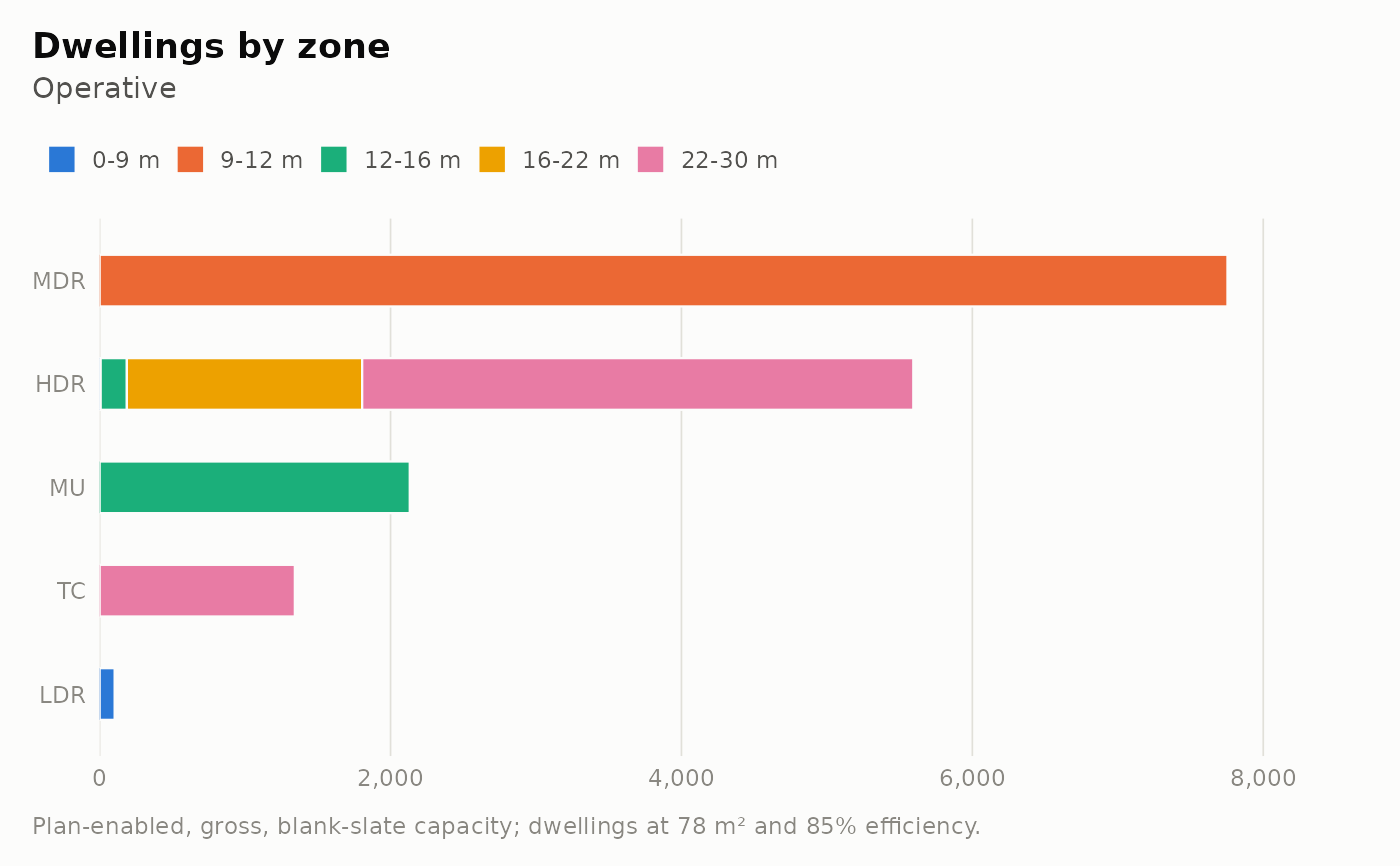 Dwellings by zone
Operative
0-9 m 9-12 m 12-16 m 16-22 m 22-30 m
MDR
HDR
MU
TC
LDR
0 2,000 4,000 6,000 8,000
Plan-enabled, gross, blank-slate capacity; dwellings at 78 m² and 85% efficiency.